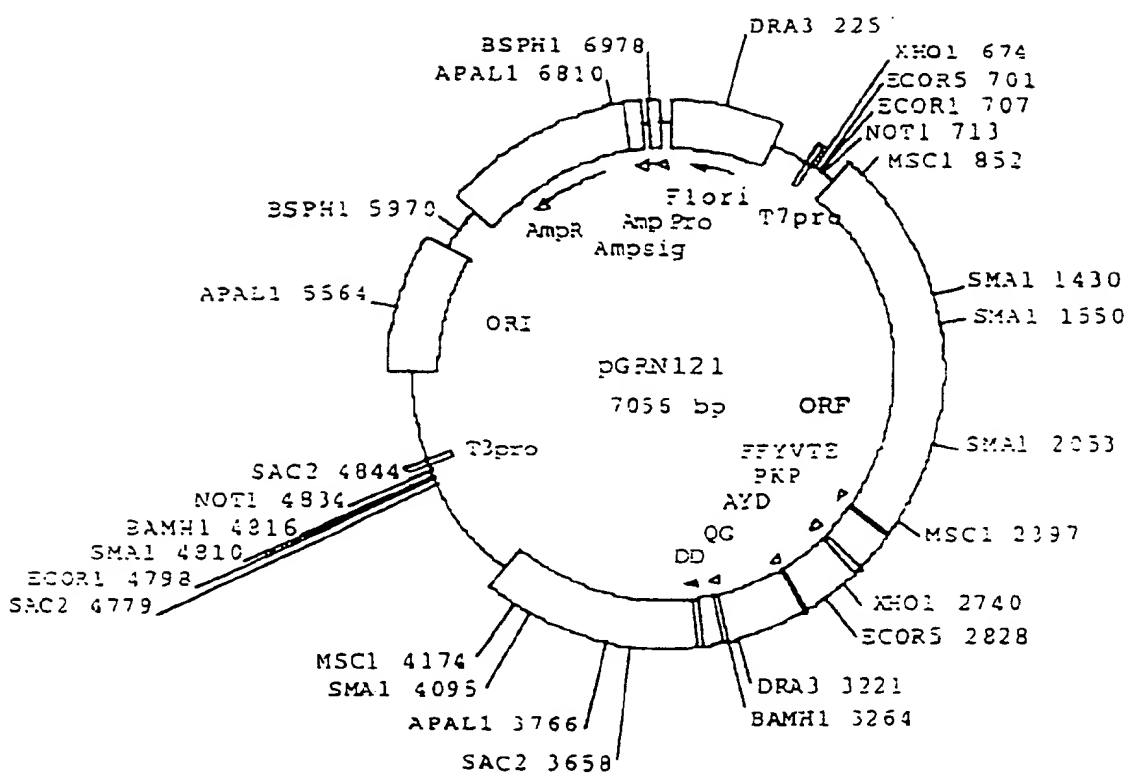 DRA3 225
BSPH1 6978
APAL1 6810
XHO1 674
ECOR5 701
ECOR1 707
NOT1 713
MSC1 852
F1ori
T7pro
Amp Pro
Ampsig
AmpR
BSPH1 5970
APAL1 5564
ORI
SMA1 1430
SMA1 1550
pGRN121
7056 bp
ORF
SMA1 2053
FFYVTE
PKP
AYD
QG
DD
T3pro
SAC2 4844
NOT1 4834
BAMH1 4816
SMA1 4810
ECOR1 4798
SAC2 4779
MSC1 2397
XHO1 2740
ECOR5 2828
DRA3 3221
BAMH1 3264
MSC1 4174
SMA1 4095
APAL1 3766
SAC2 3658